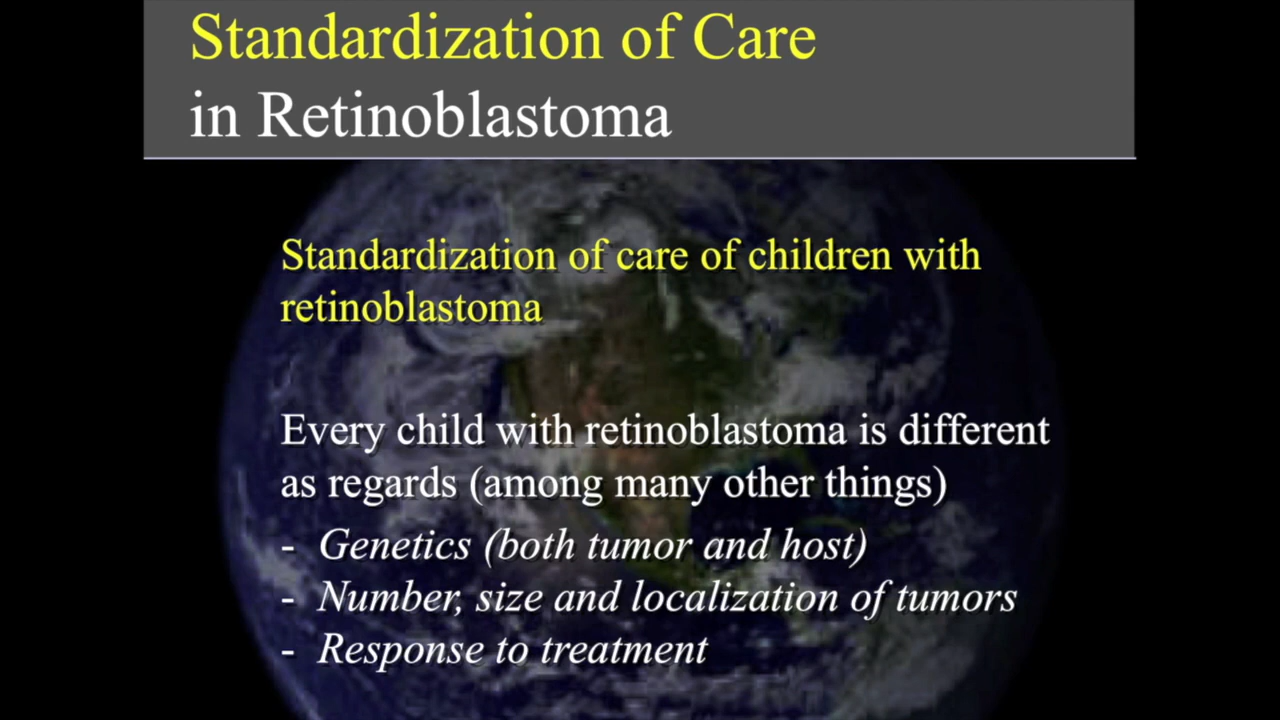 Standardization of Care
in Retinoblastoma
Standardization of care of children with
retinoblastoma
Every child with retinoblastoma is different
as regards (among many other things)
- Genetics (both tumor and host)
- Number, size and localization of tumors
- Response to treatment